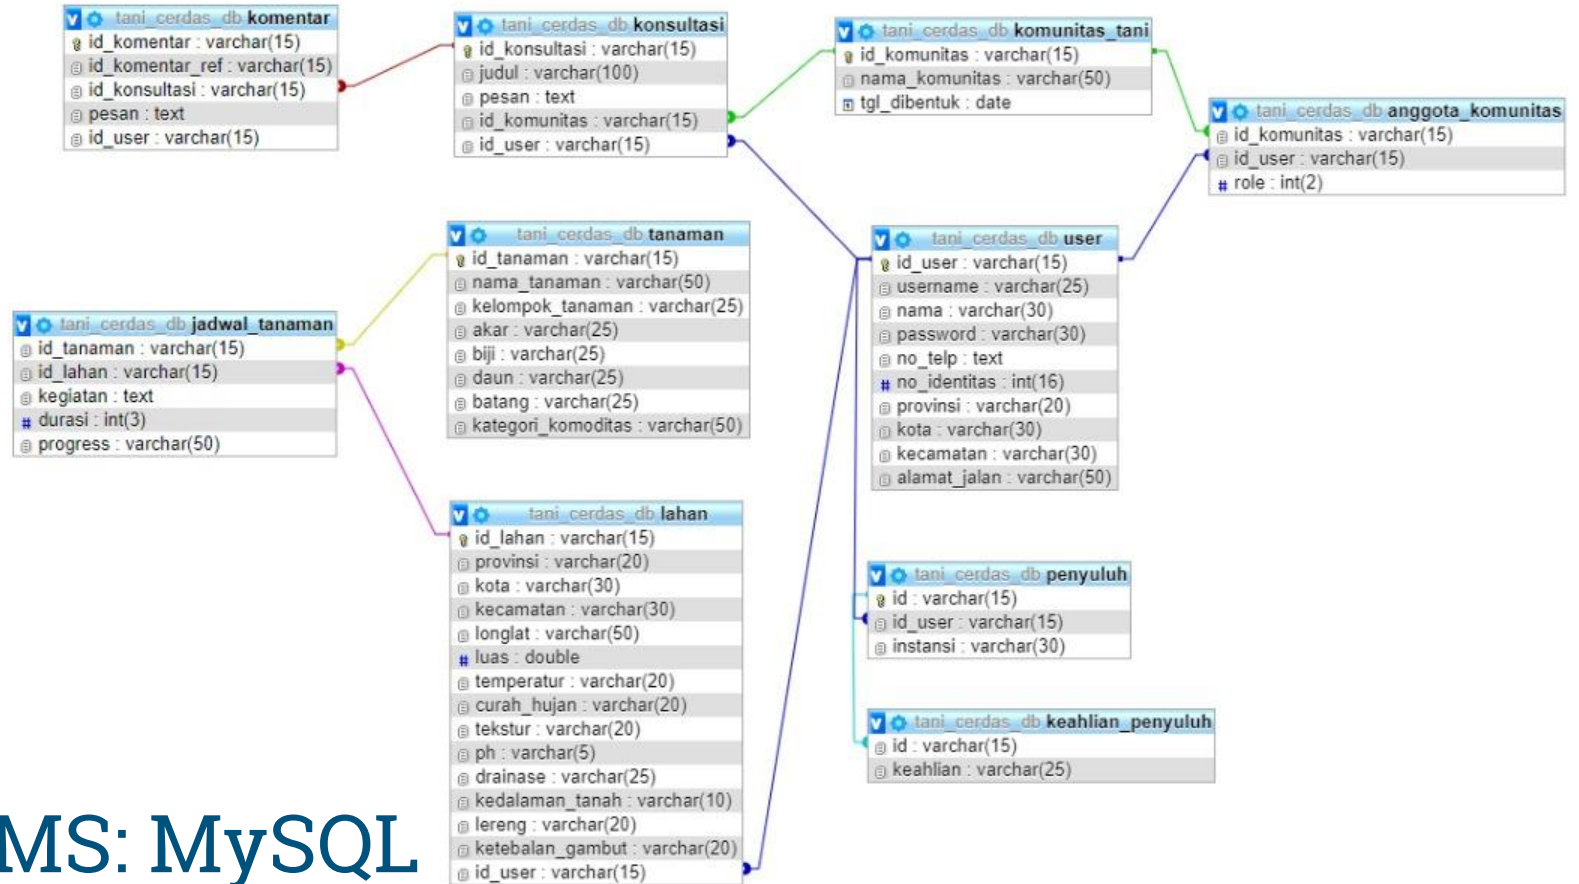 tani_cerdas_db komentar
id_komentar : varchar(15)
id_komentar_ref : varchar(15)
id_konsultasi : varchar(15)
pesan : text
id_user : varchar(15)
tani_cerdas_db konsultasi
id_konsultasi : varchar(15)
judul : varchar(100)
pesan : text
id_komunitas : varchar(15)
id_user : varchar(15)
tani_cerdas_db komunitas_tani
id_komunitas : varchar(15)
nama_komunitas : varchar(50)
tgl_dibentuk : date
tani_cerdas_db anggota_komunitas
id_komunitas : varchar(15)
id_user : varchar(15)
# role : int(2)
tani_cerdas_db jadwal_tanaman
id_tanaman : varchar(15)
id_lahan : varchar(15)
kegiatan : text
# durasi : int(3)
progress : varchar(50)
tani_cerdas_db tanaman
id_tanaman : varchar(15)
nama_tanaman : varchar(50)
kelompok_tanaman : varchar(25)
akar : varchar(25)
biji : varchar(25)
daun : varchar(25)
batang : varchar(25)
kategori_komoditas : varchar(50)
tani_cerdas_db user
id_user : varchar(15)
username : varchar(25)
nama : varchar(30)
password : varchar(30)
no_telp : text
# no_identitas : int(16)
provinsi : varchar(20)
kota : varchar(30)
kecamatan : varchar(30)
alamat_jalan : varchar(50)
tani_cerdas_db lahan
id_lahan : varchar(15)
provinsi : varchar(20)
kota : varchar(30)
kecamatan : varchar(30)
longlat : varchar(50)
# luas : double
temperatur : varchar(20)
curah_hujan : varchar(20)
tekstur : varchar(20)
ph : varchar(5)
drainase : varchar(25)
kedalaman_tanah : varchar(10)
lereng : varchar(20)
ketebalan_gambut : varchar(20)
id_user : varchar(15)
tani_cerdas_db penyuluh
id : varchar(15)
id_user : varchar(15)
instansi : varchar(30)
tani_cerdas_db keahlian_penyuluh
id : varchar(15)
keahlian : varchar(25)
MS: MySQL